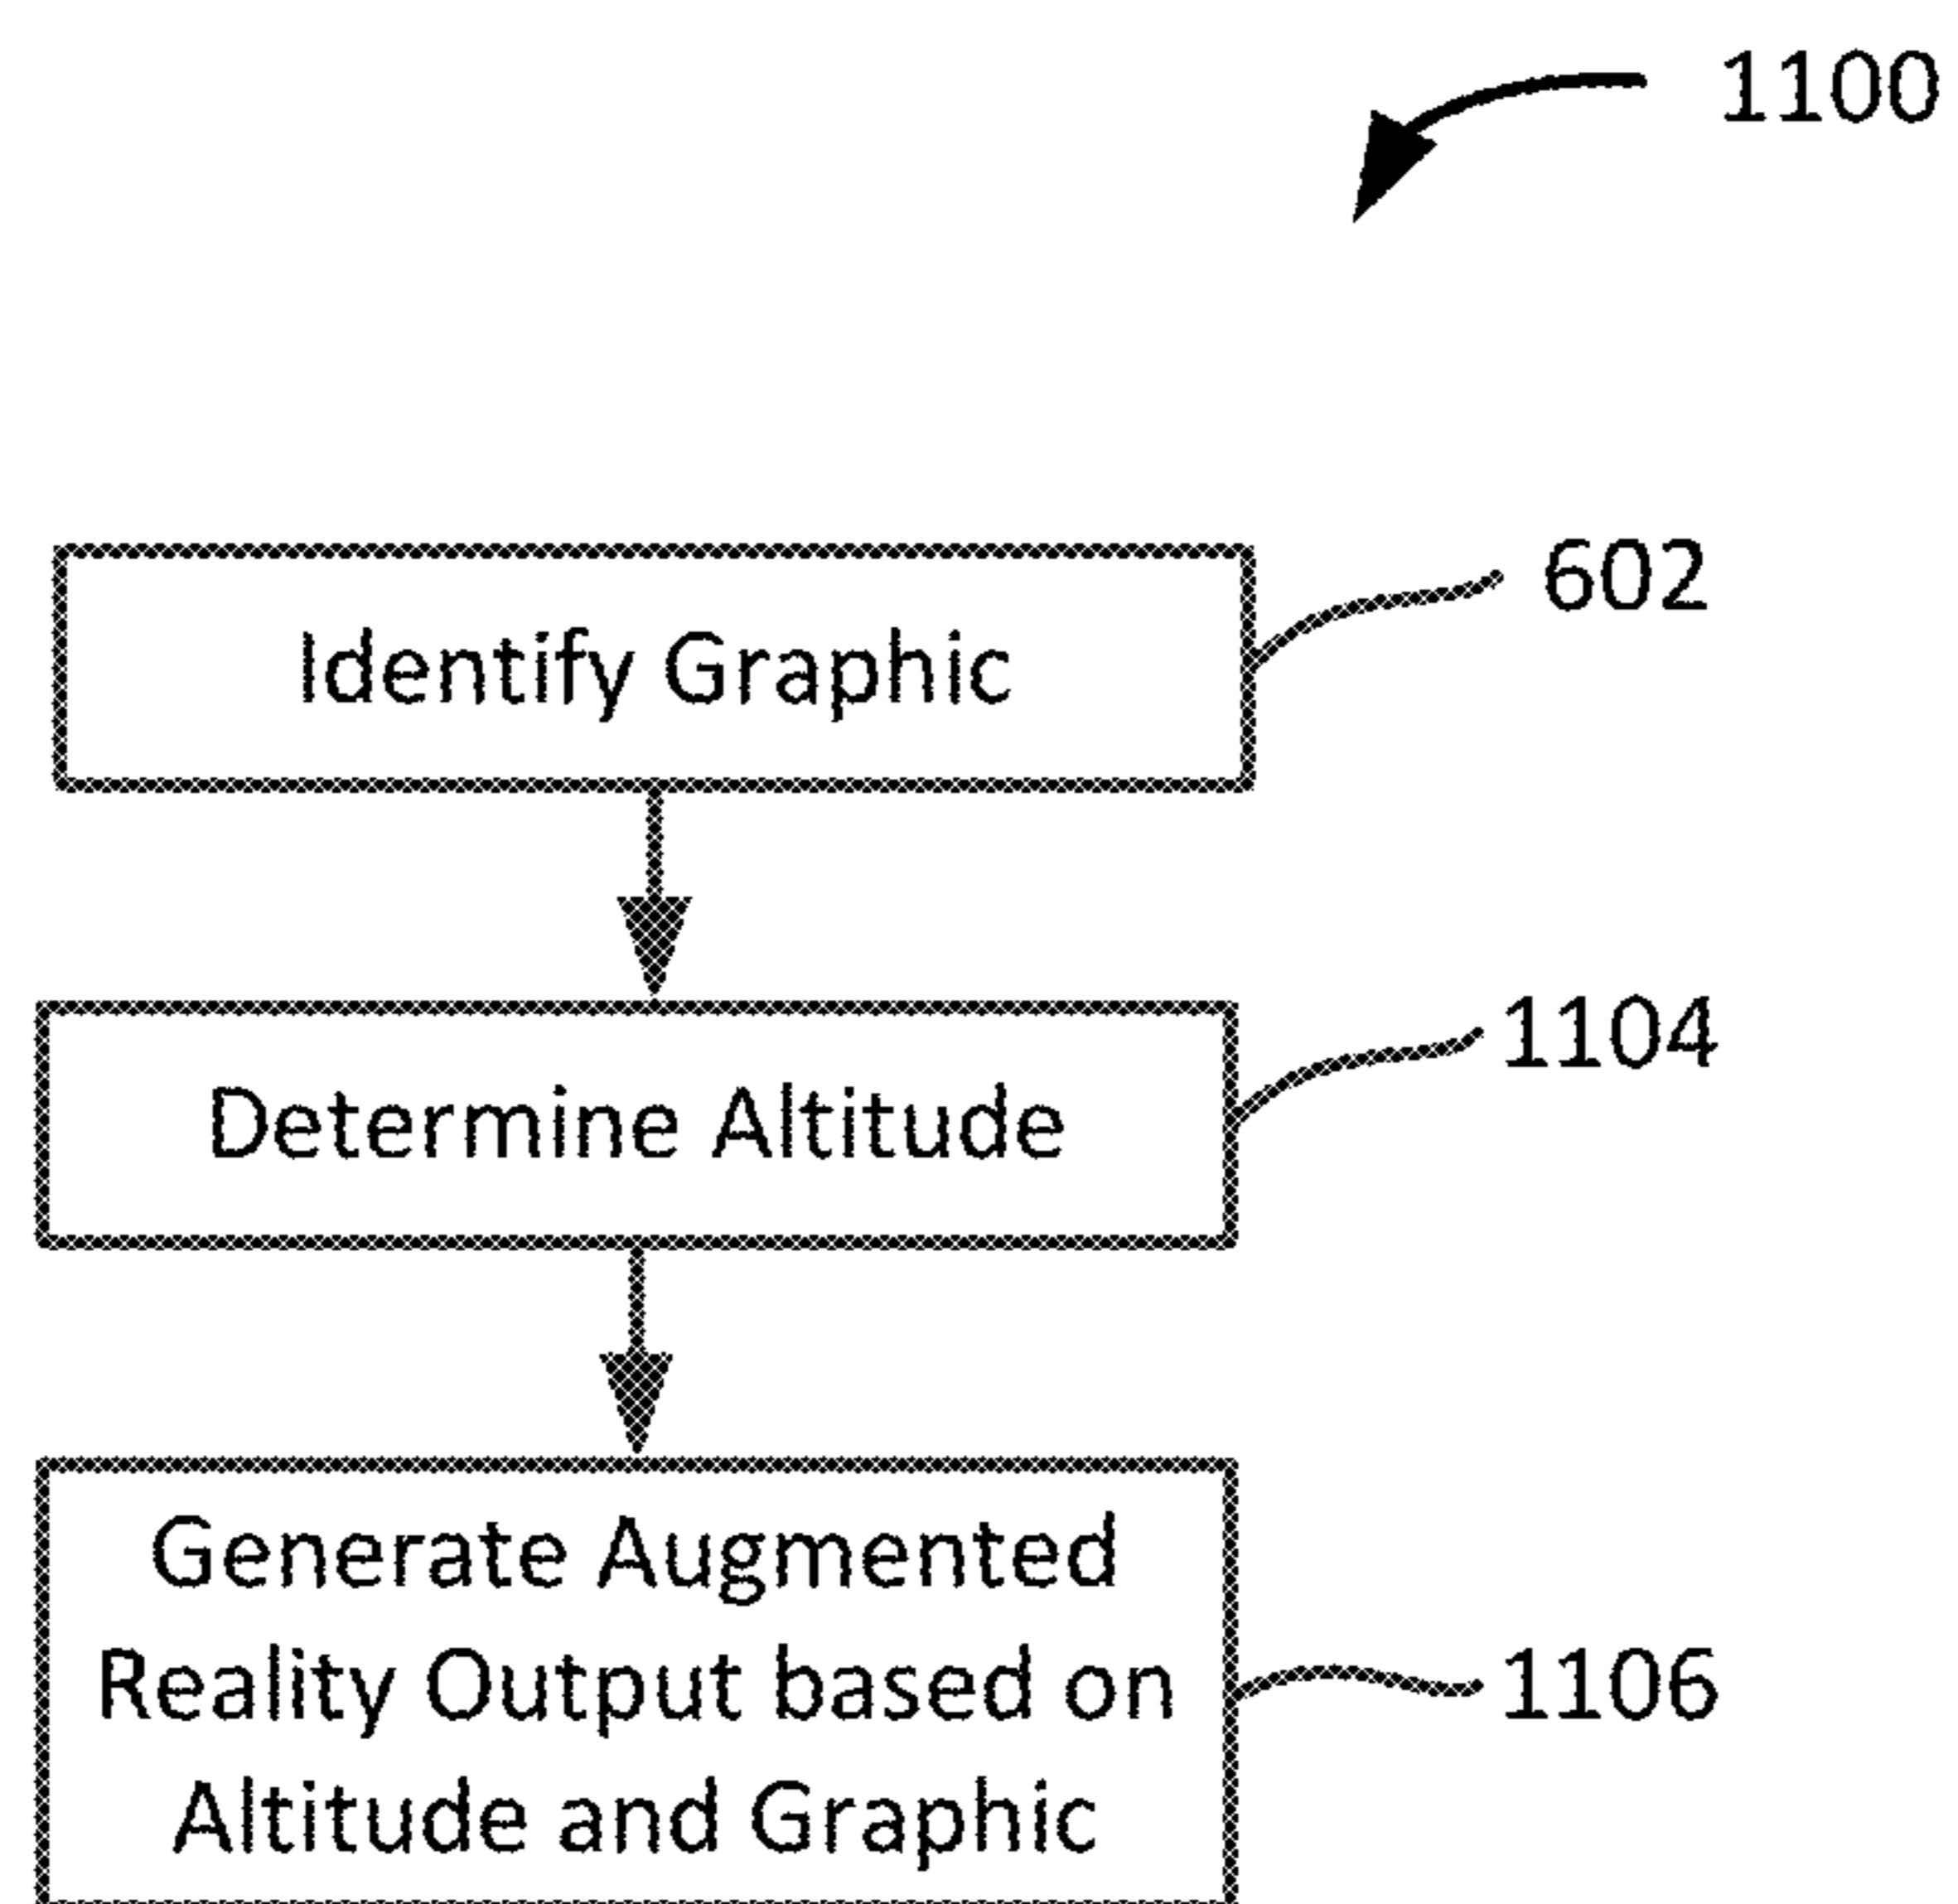 1100
Identify Graphic
602
Determine Altitude
1104
Generate Augmented
Reality Output based on
Altitude and Graphic
1106